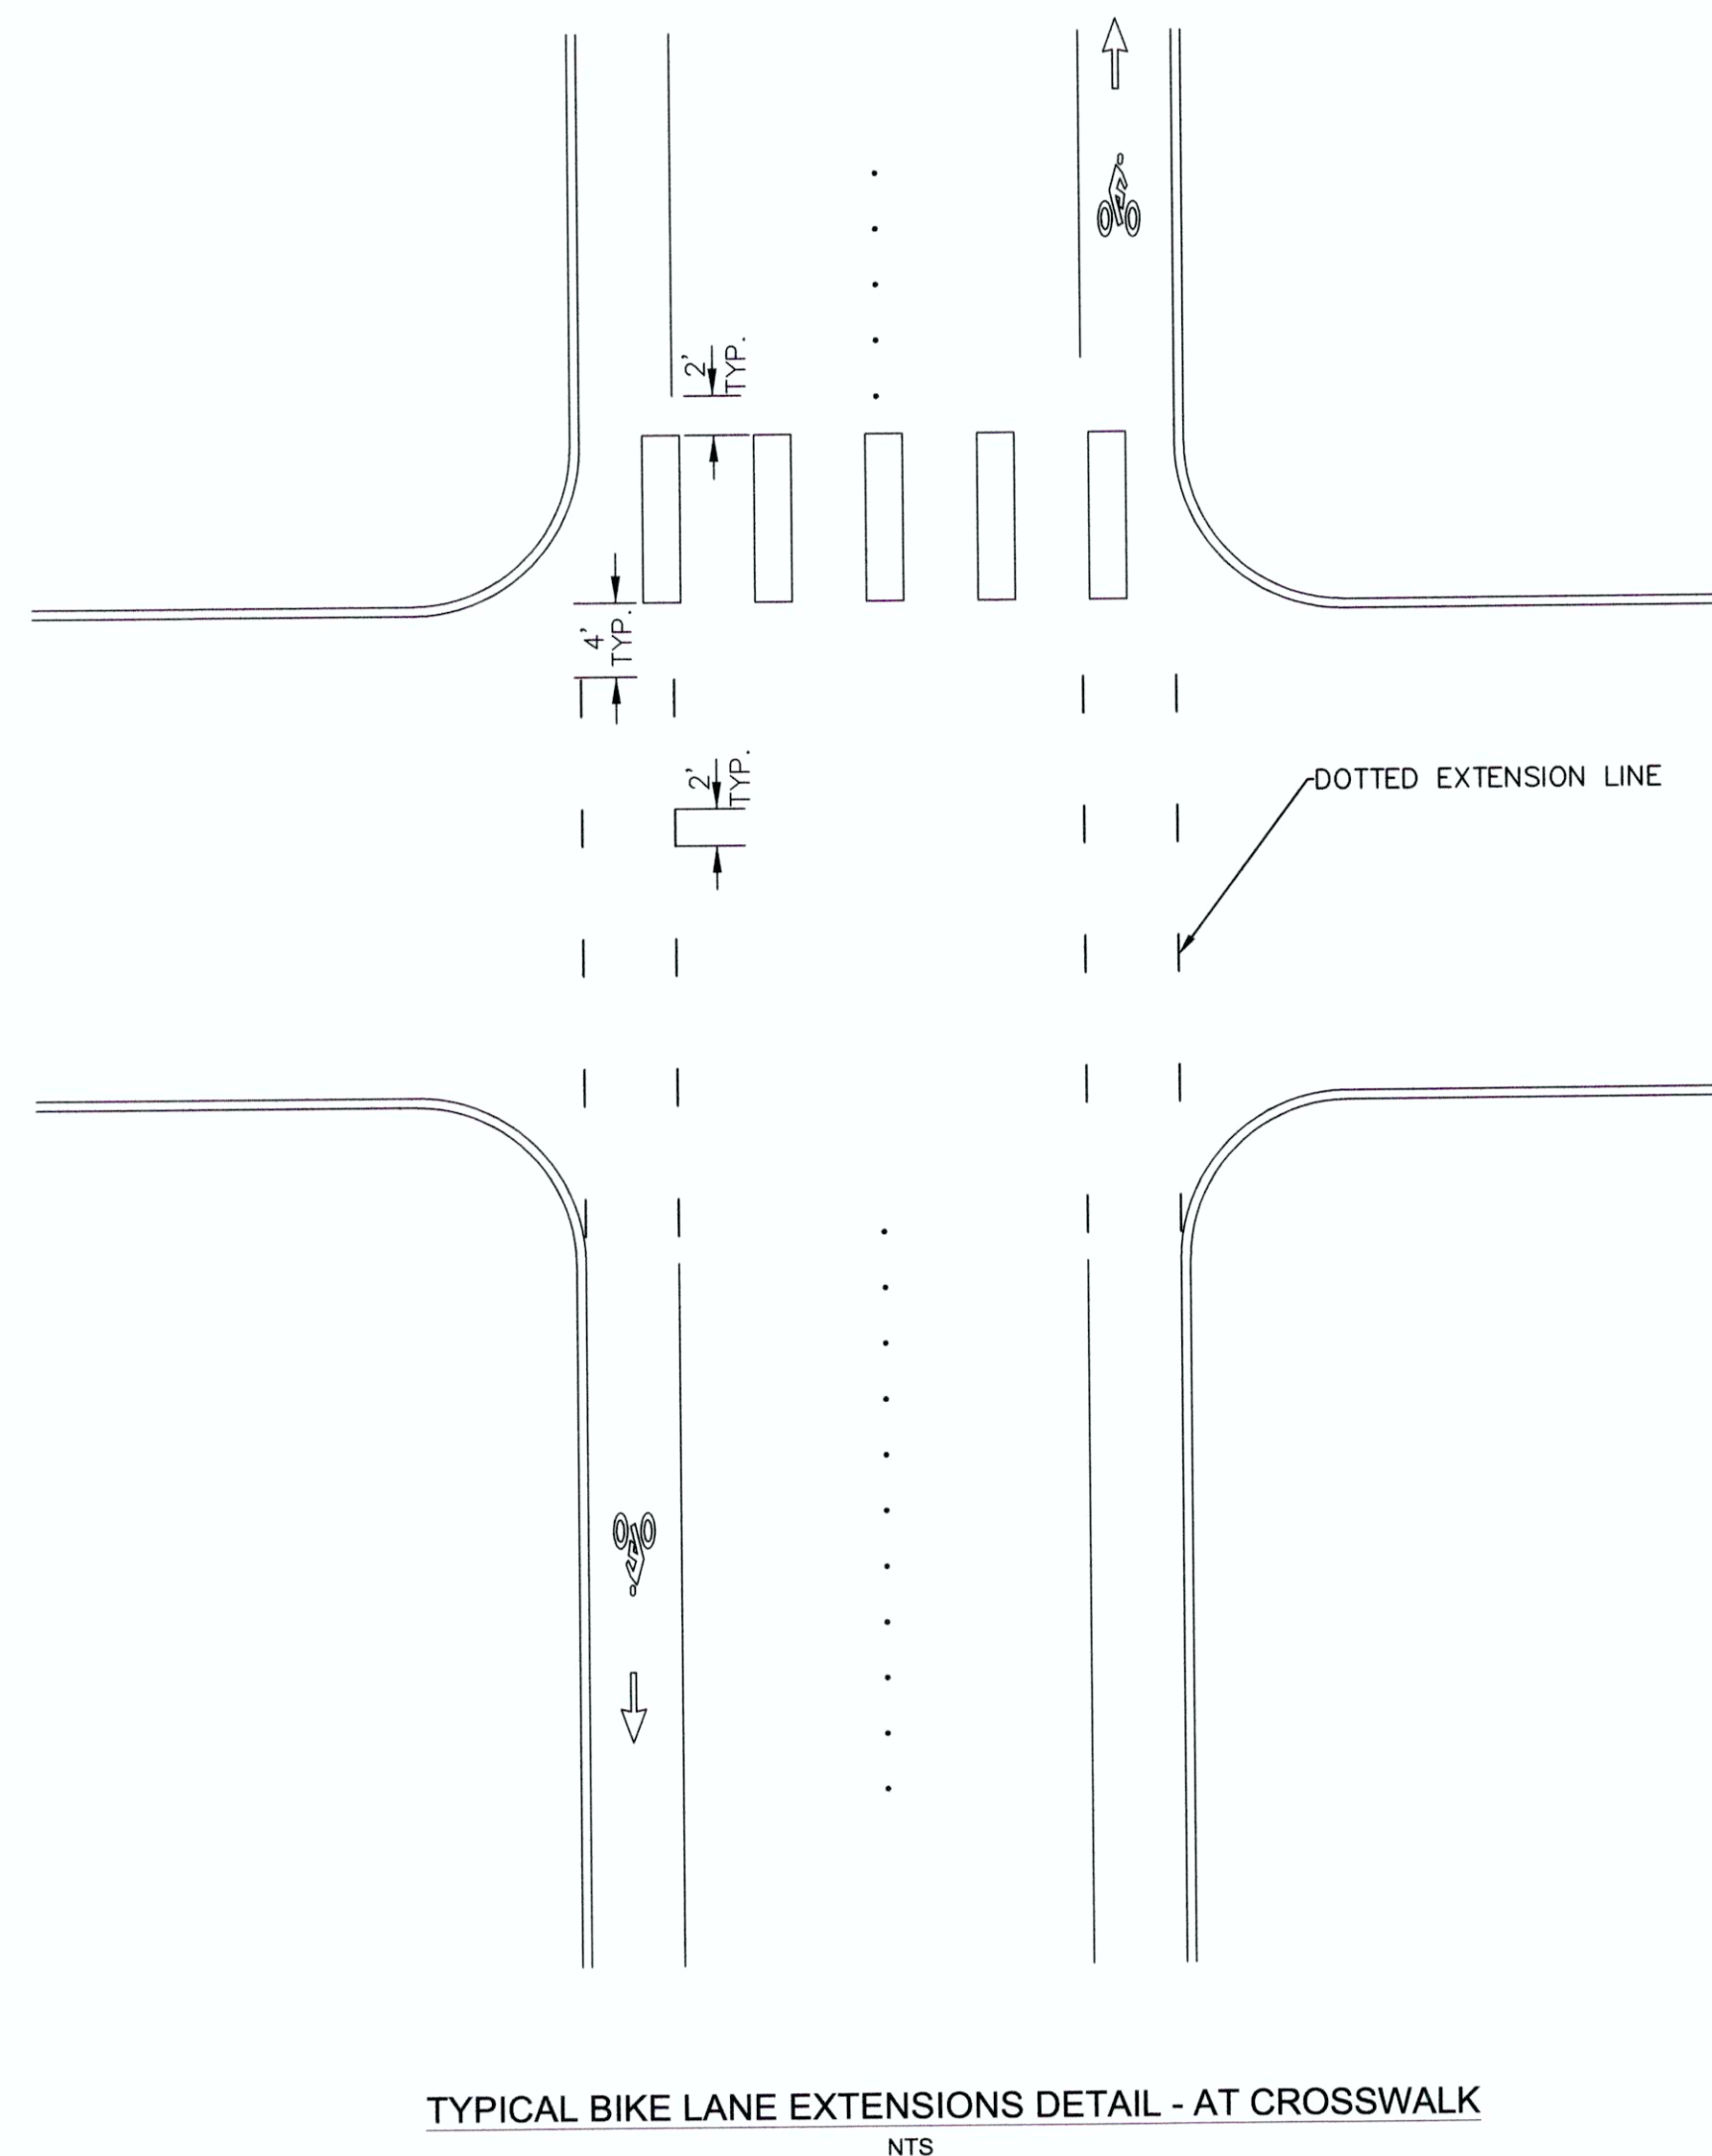 2'
TYP.
4'
TYP.
2'
TYP.
DOTTED EXTENSION LINE
TYPICAL BIKE LANE EXTENSIONS DETAIL - AT CROSSWALK
NTS